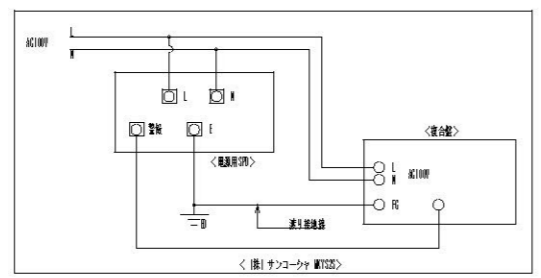 L
AC100V
N
L N
警報 E
〈電源用SPD〉
〈複合盤〉
L
AC100V
N
FG
ED
渡り接地線
〈(株)サンコーシャ